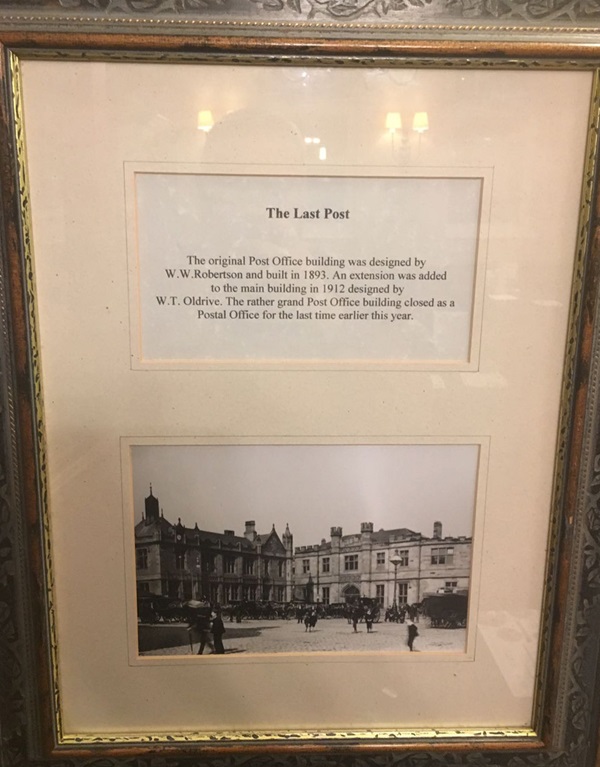 The Last Post
The original Post Office building was designed by
W.W.Robertson and built in 1893. An extension was added
to the main building in 1912 designed by
W.T. Oldrive. The rather grand Post Office building closed as a
Postal Office for the last time earlier this year.